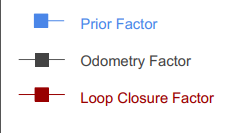 Prior Factor
Odometry Factor
Loop Closure Factor